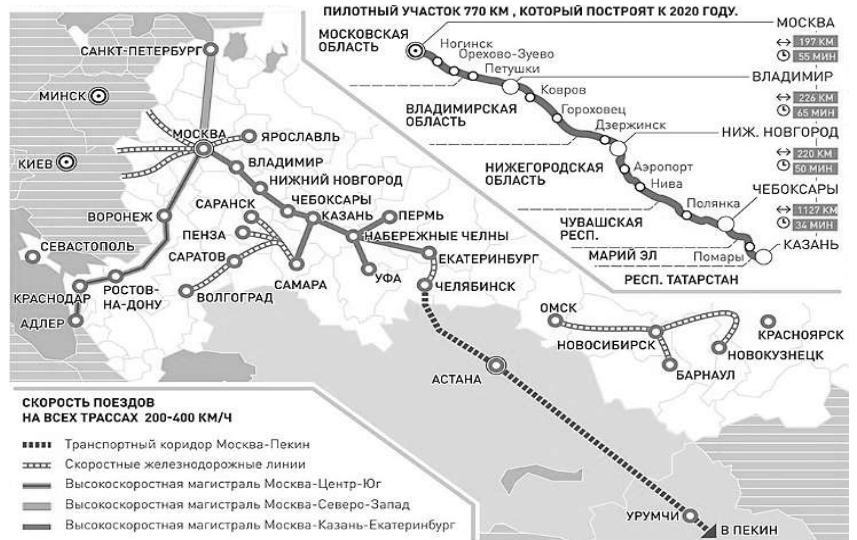 ПИЛОТНЫЙ УЧАСТОК 770 КМ , КОТОРЫЙ ПОСТРОЯТ К 2020 ГОДУ.
МОСКОВСКАЯ
ОБЛАСТЬ
Ногинск
Орехово-Зуево
Петушки
Ковров
Гороховец
ВЛАДИМИРСКАЯ
ОБЛАСТЬ
Дзержинск
НИЖЕГОРОДСКАЯ
ОБЛАСТЬ
Аэропорт
Нива
Полянка
ЧУВАШСКАЯ
РЕСП.
МАРИЙ ЭЛ
Помары
РЕСП. ТАТАРСТАН
МОСКВА
197 КМ
55 МИН
ВЛАДИМИР
226 КМ
65 МИН
НИЖ. НОВГОРОД
220 КМ
50 МИН
ЧЕБОКСАРЫ
1127 КМ
34 МИН
КАЗАНЬ
САНКТ-ПЕТЕРБУРГ
МИНСК
МОСКВА
ЯРОСЛАВЛЬ
КИЕВ
ВЛАДИМИР
НИЖНИЙ НОВГОРОД
ЧЕБОКСАРЫ
САРАНСК
КАЗАНЬ
ПЕРМЬ
ВОРОНЕЖ
ПЕНЗА
НАБЕРЕЖНЫЕ ЧЕЛНЫ
СЕВАСТОПОЛЬ
САРАТОВ
ЕКАТЕРИНБУРГ
САМАРА
УФА
ЧЕЛЯБИНСК
КРАСНОДАР
РОСТОВ-
НА-ДОНУ
ВОЛГОГРАД
АДЛЕР
ОМСК
НОВОСИБИРСК
КРАСНОЯРСК
НОВОКУЗНЕЦК
БАРНАУЛ
АСТАНА
УРУМЧИ
В ПЕКИН
СКОРОСТЬ ПОЕЗДОВ
НА ВСЕХ ТРАССАХ 200-400 КМ/Ч
Транспортный коридор Москва-Пекин
Скоростные железнодорожные линии
Высокоскоростная магистраль Москва-Центр-Юг
Высокоскоростная магистраль Москва-Северо-Запад
Высокоскоростная магистраль Москва-Казань-Екатеринбург